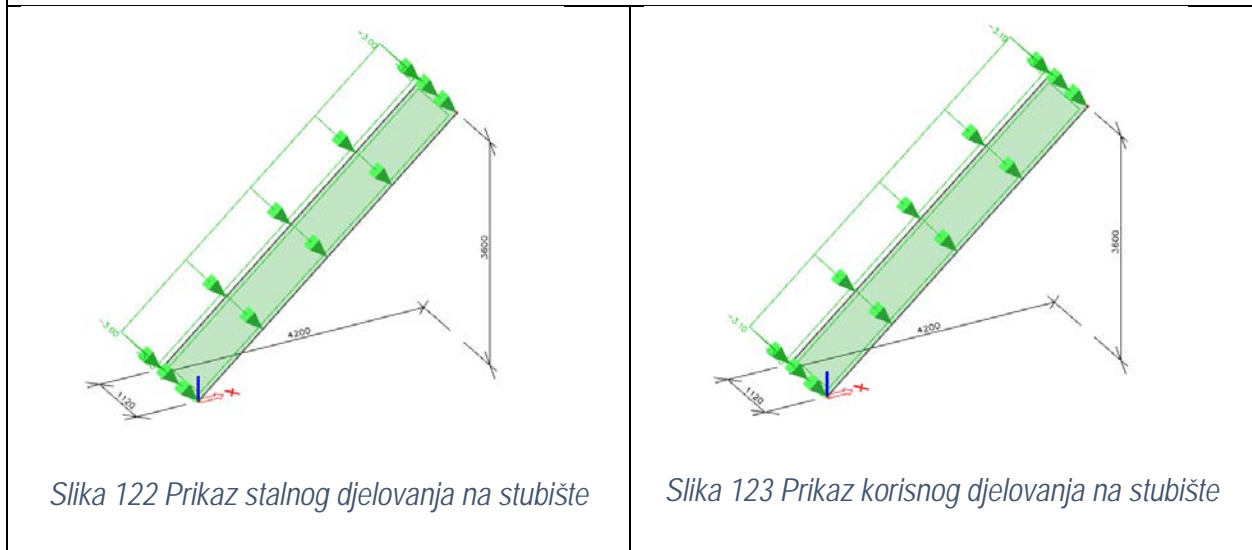 -3.00
3600
-3.00
4200
1120
X
Slika 122 Prikaz stalnog djelovanja na stubište
-3.10
3600
-3.10
4200
1120
X
Slika 123 Prikaz korisnog djelovanja na stubište